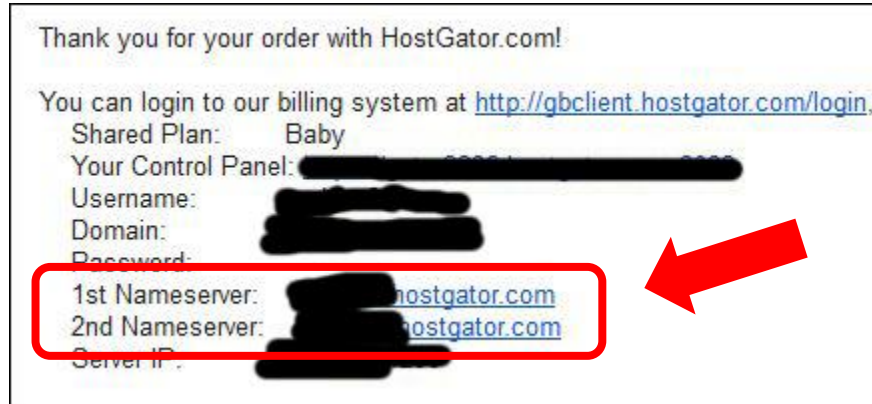 Thank you for your order with HostGator.com!
You can login to our billing system at http://gbclient.hostgator.com/login,
Shared Plan: Baby
Your Control Panel:
Username:
Domain:
Password:
1st Nameserver: hostgator.com
2nd Nameserver: hostgator.com
Server IP: